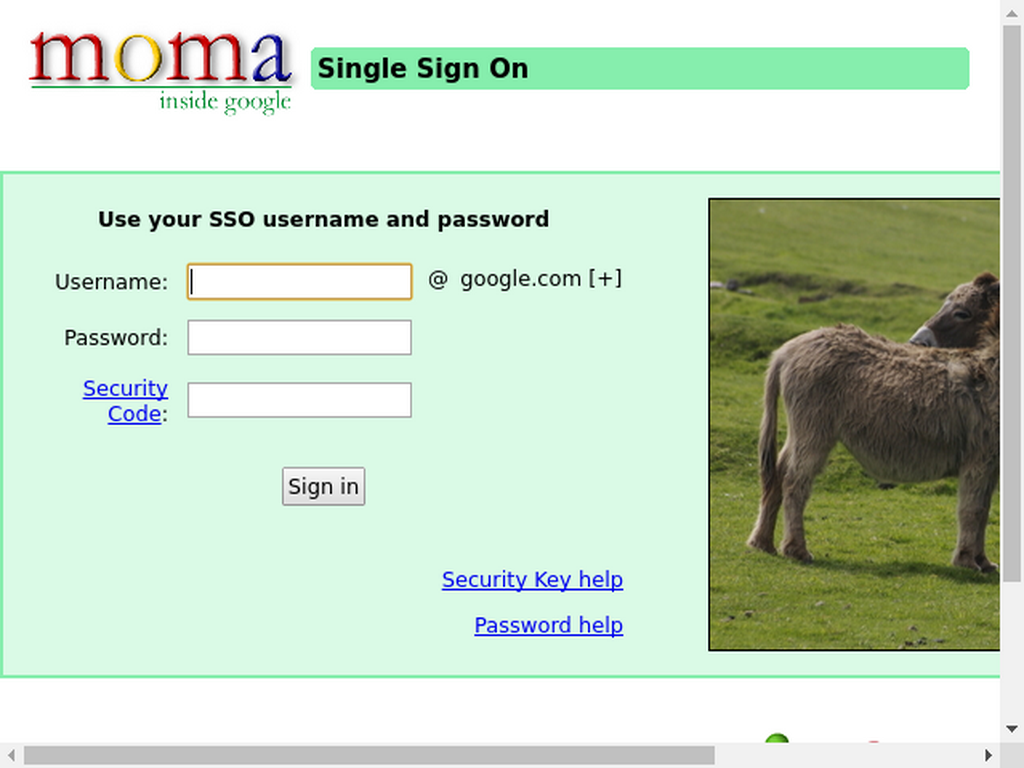 moma
inside google
Single Sign On
Use your SSO username and password
Username:
@ google.com [+]
Password:
Security
Code:
Sign in
Security Key help
Password help